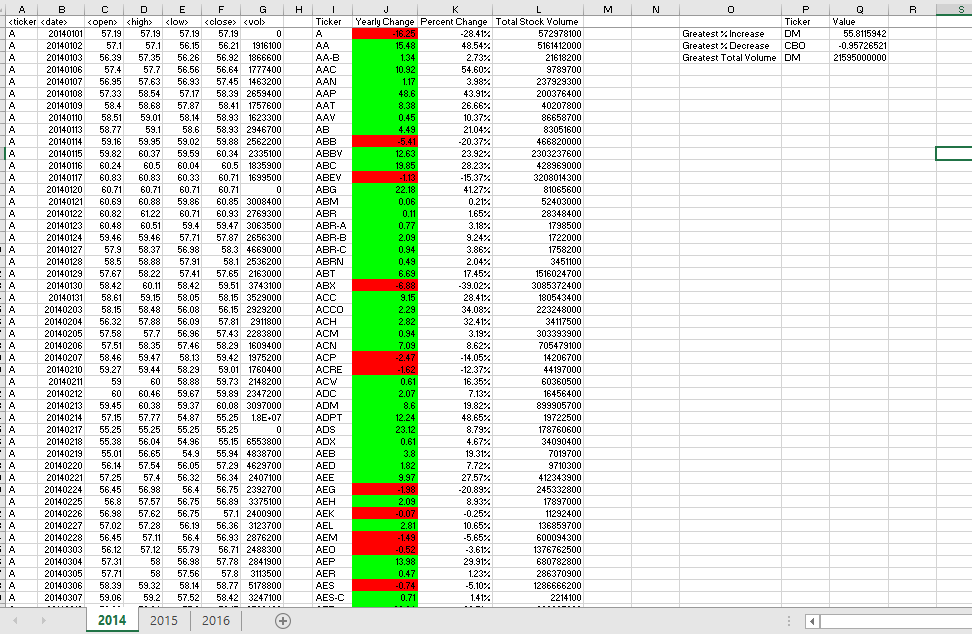 A B C D E F G H I J K L M N O P Q R S
<ticker <date> <open> <high> <low> <close> <vol> Ticker Yearly Change Percent Change Total Stock Volume Ticker Value
A 20140101 57.19 57.19 57.19 57.19 0 A -16.25 -28.41% 572978100 Greatest % Increase DM 55.8115942
A 20140102 57.1 57.1 56.15 56.21 1916100 AA 15.48 48.54% 5161412000 Greatest % Decrease CBO -0.95726521
A 20140103 56.39 57.35 56.26 56.92 1866600 AA-B 1.34 2.73% 21618200 Greatest Total Volume DM 21595000000
A 20140106 57.4 57.7 56.56 56.64 1777400 AAC 10.92 54.60% 9789700
A 20140107 56.95 57.63 56.93 57.45 1463200 AAN 1.17 3.98% 237929300
A 20140108 57.33 58.54 57.17 58.39 2659400 AAP 48.6 43.91% 200376400
A 20140109 58.4 58.68 57.87 58.41 1757600 AAT 8.38 26.66% 40207800
A 20140110 58.51 59.01 58.14 58.93 1623300 AAV 0.45 10.37% 86658700
A 20140113 58.77 59.1 58.6 58.93 2946700 AB 4.49 21.04% 83051600
A 20140114 59.16 59.95 59.02 59.88 2562200 ABB -5.41 -20.37% 466820000
A 20140115 59.82 60.37 59.59 60.34 2335100 ABBV 12.63 23.92% 2303237600
A 20140116 60.24 60.5 60.04 60.5 1835900 ABC 19.85 28.23% 428969000
A 20140117 60.83 60.83 60.33 60.71 1699500 ABEV -1.13 -15.37% 3208014300
A 20140120 60.71 60.71 60.71 60.71 0 ABG 22.18 41.27% 81065600
A 20140121 60.69 60.88 59.86 60.85 3008400 ABM 0.06 0.21% 52403000
A 20140122 60.82 61.22 60.71 60.93 2769300 ABR 0.11 1.65% 28348400
A 20140123 60.48 60.51 59.4 59.47 3063500 ABR-A 0.77 3.18% 1798500
A 20140124 59.46 59.46 57.71 57.87 2656300 ABR-B 2.09 9.24% 1722000
A 20140127 57.9 58.37 56.98 58.3 4669000 ABR-C 0.94 3.86% 1758200
A 20140128 58.5 58.88 57.91 58.1 2536200 ABRN 0.49 2.04% 3451100
A 20140129 57.67 58.22 57.41 57.65 2163000 ABT 6.69 17.45% 1516024700
A 20140130 58.42 60.11 58.42 59.51 3743100 ABX -6.88 -39.02% 3085372400
A 20140131 58.61 59.15 58.05 58.15 3529000 ACC 9.15 28.41% 180543400
A 20140203 58.15 58.48 56.08 56.15 2929200 ACCO 2.29 34.08% 223248000
A 20140204 56.32 57.88 56.09 57.81 2911800 ACH 2.82 32.41% 34117500
A 20140205 57.58 57.7 56.96 57.43 2283800 ACM 0.94 3.19% 303393900
A 20140206 57.51 58.35 57.46 58.29 1609400 ACN 7.09 8.62% 705479100
A 20140207 58.46 59.47 58.13 59.42 1975200 ACP -2.47 -14.05% 14206700
A 20140210 59.27 59.44 58.29 59.01 1760400 ACRE -1.62 -12.37% 44197000
A 20140211 59 60 58.88 59.73 2148200 ACW 0.61 16.35% 60360500
A 20140212 60 60.46 59.67 59.89 2347200 ADC 2.07 7.13% 16456400
A 20140213 59.45 60.38 59.37 60.08 3097000 ADM 8.6 19.82% 899905700
A 20140214 57.15 57.77 54.87 55.25 1.8E+07 ADPT 12.24 48.65% 19722500
A 20140217 55.25 55.25 55.25 55.25 0 ADS 23.12 8.79% 178760600
A 20140218 55.38 56.04 54.96 55.15 6553800 ADX 0.61 4.67% 34090400
A 20140219 55.01 56.65 54.9 55.94 4838700 AEB 3.8 19.31% 7019700
A 20140220 56.14 57.54 56.05 57.29 4629700 AED 1.82 7.72% 9710300
A 20140221 57.25 57.4 56.32 56.34 2407100 AEE 9.97 27.57% 412343900
A 20140224 56.45 56.98 56.4 56.75 2392700 AEG -1.98 -20.89% 245332800
A 20140225 56.8 57.57 56.75 56.89 3375100 AEH 2.09 8.93% 17897000
A 20140226 56.98 57.62 56.75 57.1 2400900 AEK -0.07 -0.25% 11292400
A 20140227 57.02 57.28 56.19 56.36 3123700 AEL 2.81 10.65% 136859700
A 20140228 56.45 57.11 56.4 56.93 2876200 AEM -1.49 -5.65% 600094300
A 20140303 56.12 57.12 55.79 56.71 2488300 AEO -0.52 -3.61% 1376762500
A 20140304 57.31 58 56.98 57.78 2841900 AEP 13.98 29.91% 680782800
A 20140305 57.71 58 57.56 57.8 3113500 AER 0.47 1.23% 286370900
A 20140306 58.39 59.32 58.14 58.77 5178800 AES -0.74 -5.10% 1286666200
A 20140307 59.06 59.2 57.52 58.42 3247100 AES-C 0.71 1.41% 2214100
2014 2015 2016